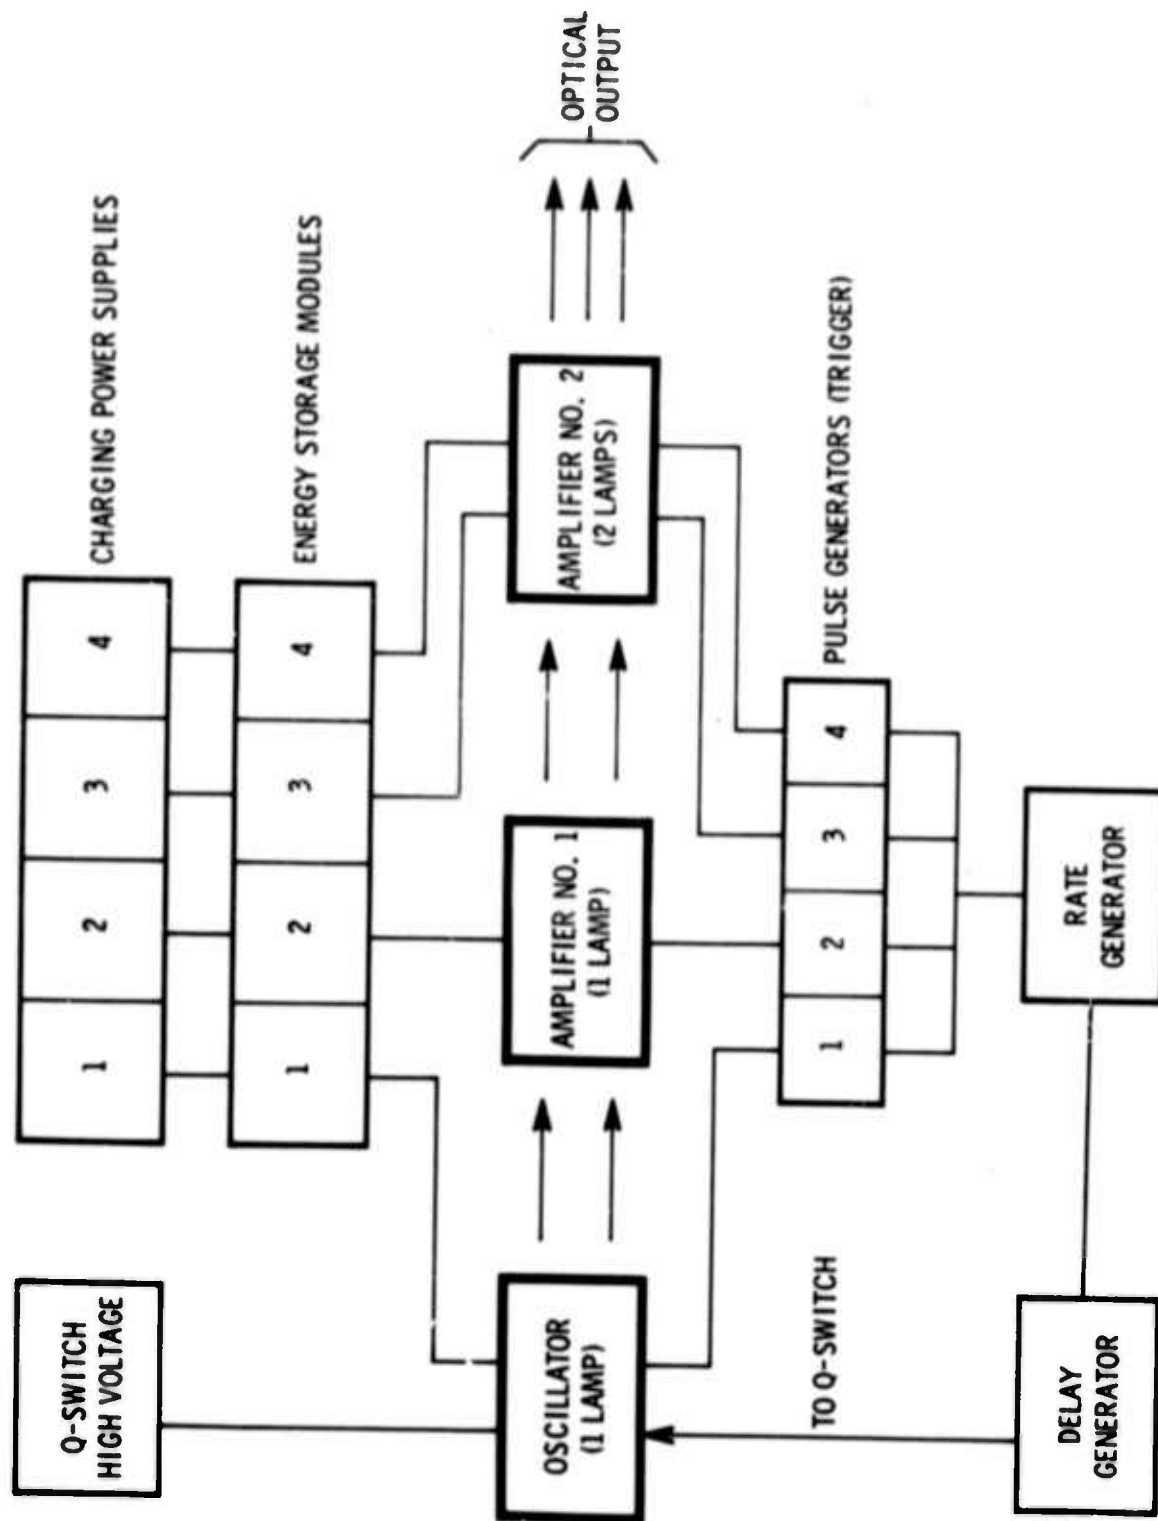 Q-SWITCH
HIGH VOLTAGE
1
2
3
4
CHARGING POWER SUPPLIES
1
2
3
4
ENERGY STORAGE MODULES
OSCILLATOR
(1 LAMP)
AMPLIFIER NO. 1
(1 LAMP)
AMPLIFIER NO. 2
(2 LAMPS)
OPTICAL
OUTPUT
TO Q-SWITCH
1
2
3
4
PULSE GENERATORS (TRIGGER)
DELAY
GENERATOR
RATE
GENERATOR